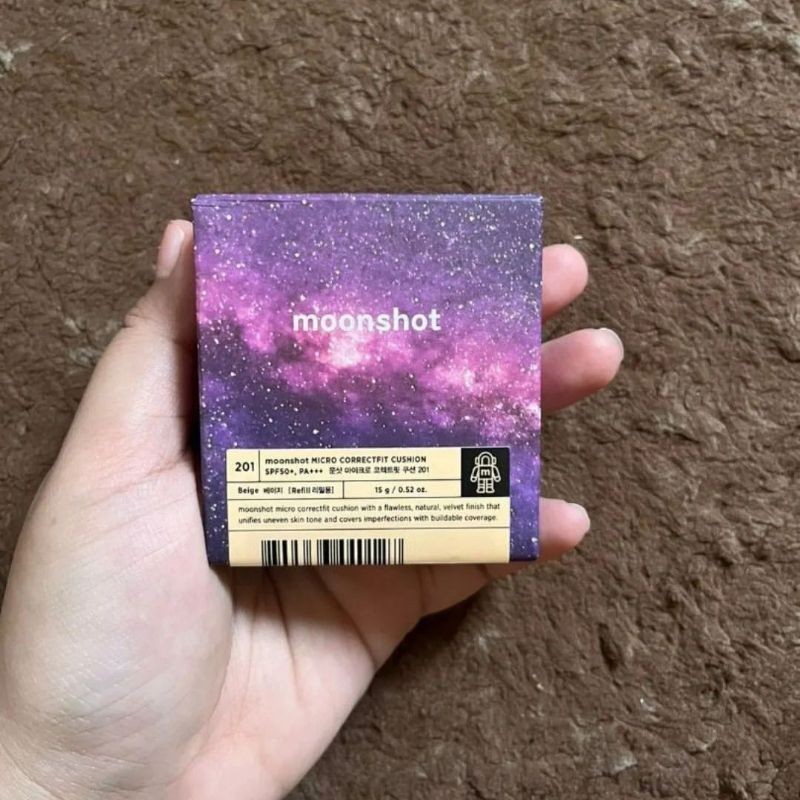 moonshot
201
moonshot MICRO CORRECTFIT CUSHION
SPF50+, PA+++ 문샷 마이크로 코렉트핏 쿠션 201
m
Beige 베이지 [Refill 리필용]
15 g / 0.52 oz.
moonshot micro correctfit cushion with a flawless, natural, velvet finish that
unifies uneven skin tone and covers imperfections with buildable coverage.